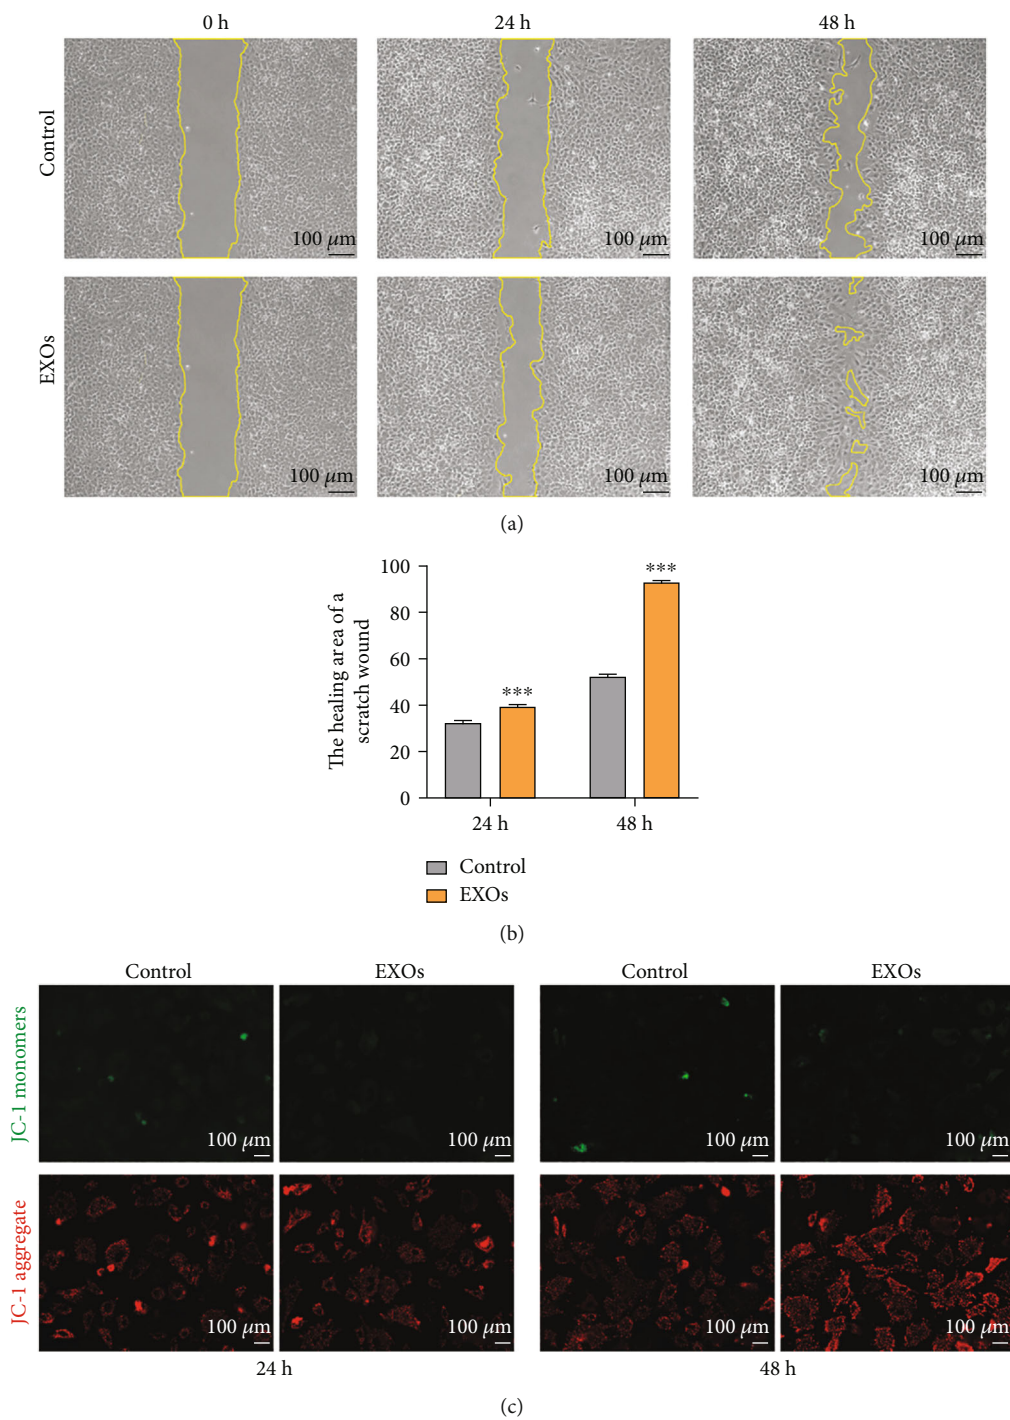 0 h
24 h
48 h
Control
100 μm
100 μm
100 μm
EXOs
100 μm
100 μm
100 μm
(a)
The healing area of a
scratch wound
100
80
60
40
20
0
***
***
24 h
48 h
Control
EXOs
(b)
Control
EXOs
Control
EXOs
JC-1 monomers
100 μm
100 μm
100 μm
100 μm
JC-1 aggregate
100 μm
100 μm
100 μm
100 μm
24 h
48 h
(c)